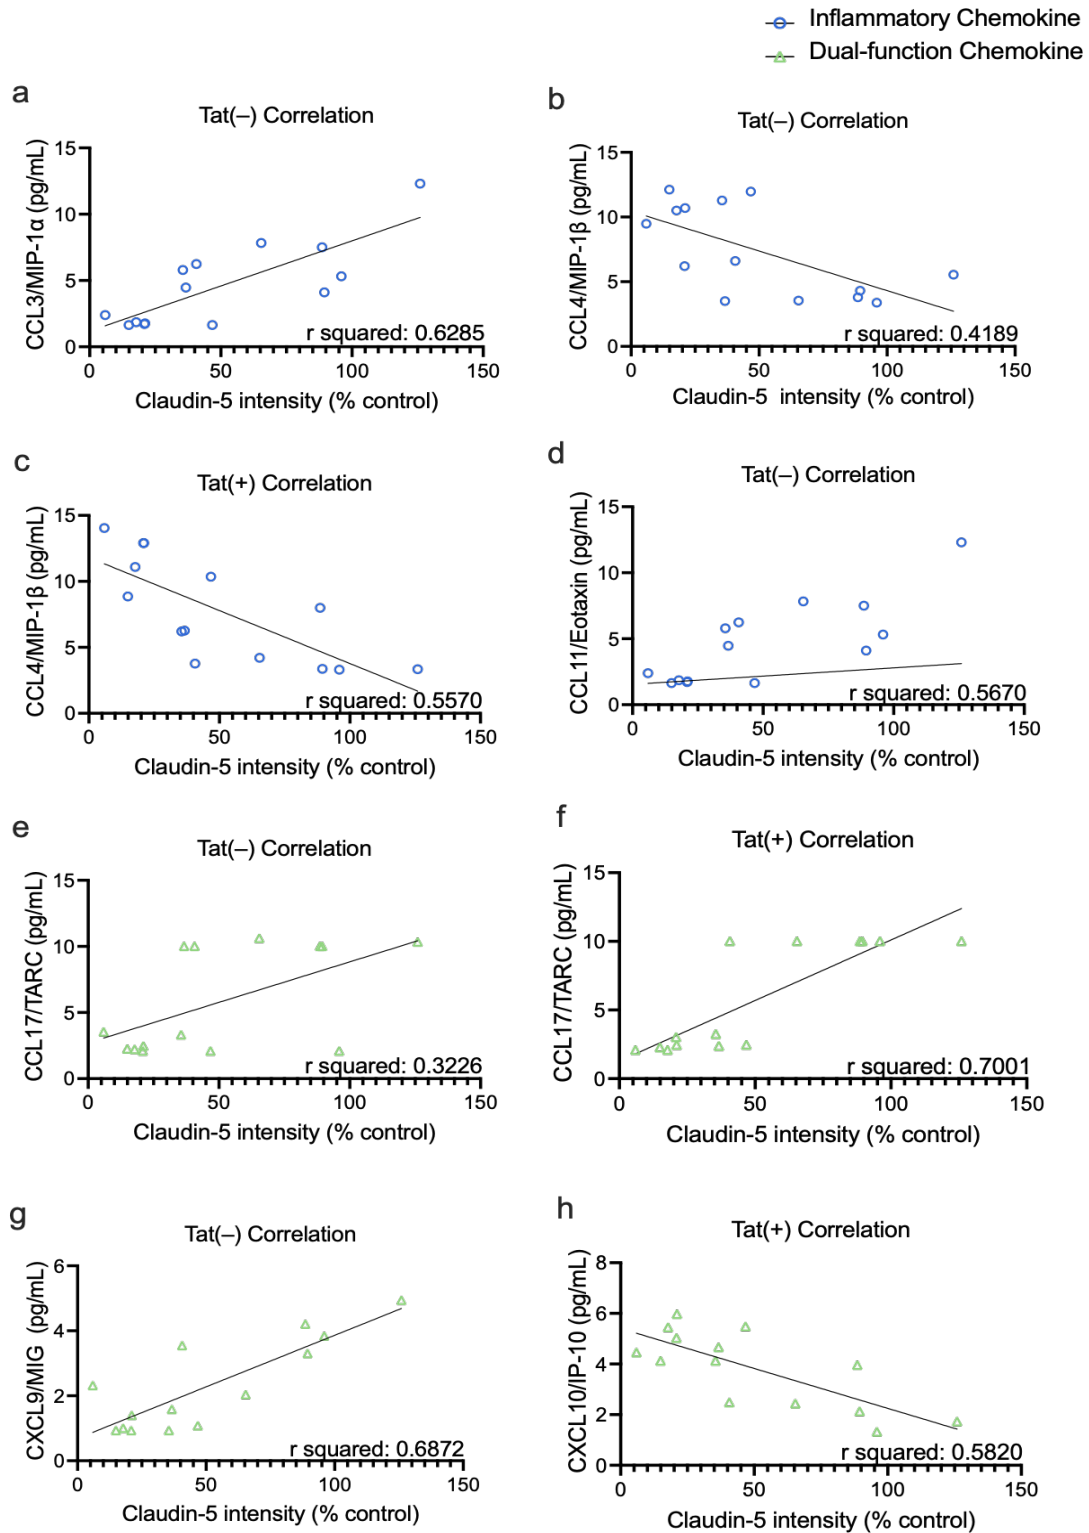 Inflammatory Chemokine
Dual-function Chemokine
a
Tat(–) Correlation
CCL3/MIP-1α (pg/mL)
15
10
5
0
r squared: 0.6285
0 50 100 150
Claudin-5 intensity (% control)
b
Tat(–) Correlation
CCL4/MIP-1β (pg/mL)
15
10
5
0
r squared: 0.4189
0 50 100 150
Claudin-5 intensity (% control)
c
Tat(+) Correlation
CCL4/MIP-1β (pg/mL)
15
10
5
0
r squared: 0.5570
0 50 100 150
Claudin-5 intensity (% control)
d
Tat(–) Correlation
CCL11/Eotaxin (pg/mL)
15
10
5
0
r squared: 0.5670
0 50 100 150
Claudin-5 intensity (% control)
e
Tat(–) Correlation
CCL17/TARC (pg/mL)
15
10
5
0
r squared: 0.3226
0 50 100 150
Claudin-5 intensity (% control)
f
Tat(+) Correlation
CCL17/TARC (pg/mL)
15
10
5
0
r squared: 0.7001
0 50 100 150
Claudin-5 intensity (% control)
g
Tat(–) Correlation
CXCL9/MIG (pg/mL)
6
4
2
0
r squared: 0.6872
0 50 100 150
Claudin-5 intensity (% control)
h
Tat(+) Correlation
CXCL10/IP-10 (pg/mL)
8
6
4
2
0
r squared: 0.5820
0 50 100 150
Claudin-5 intensity (% control)